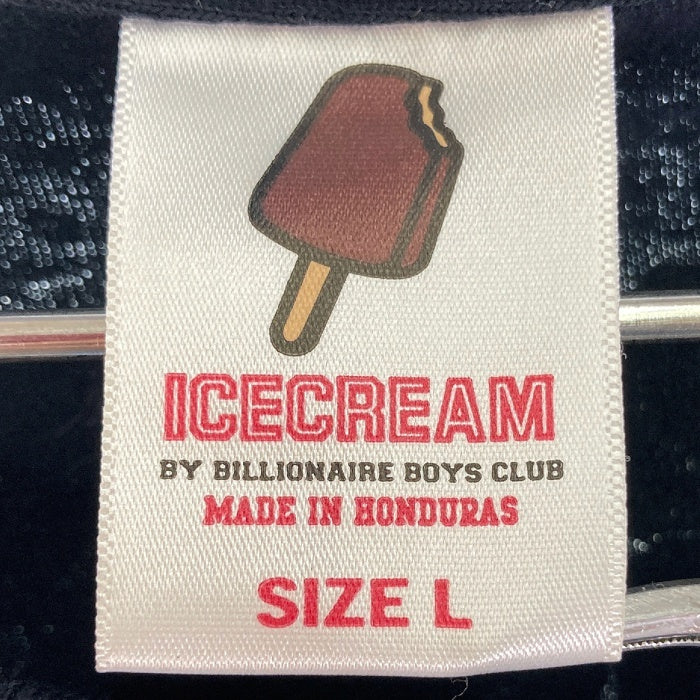 ICECREAM
BY BILLIONAIRE BOYS CLUB
MADE IN HONDURAS
SIZE L